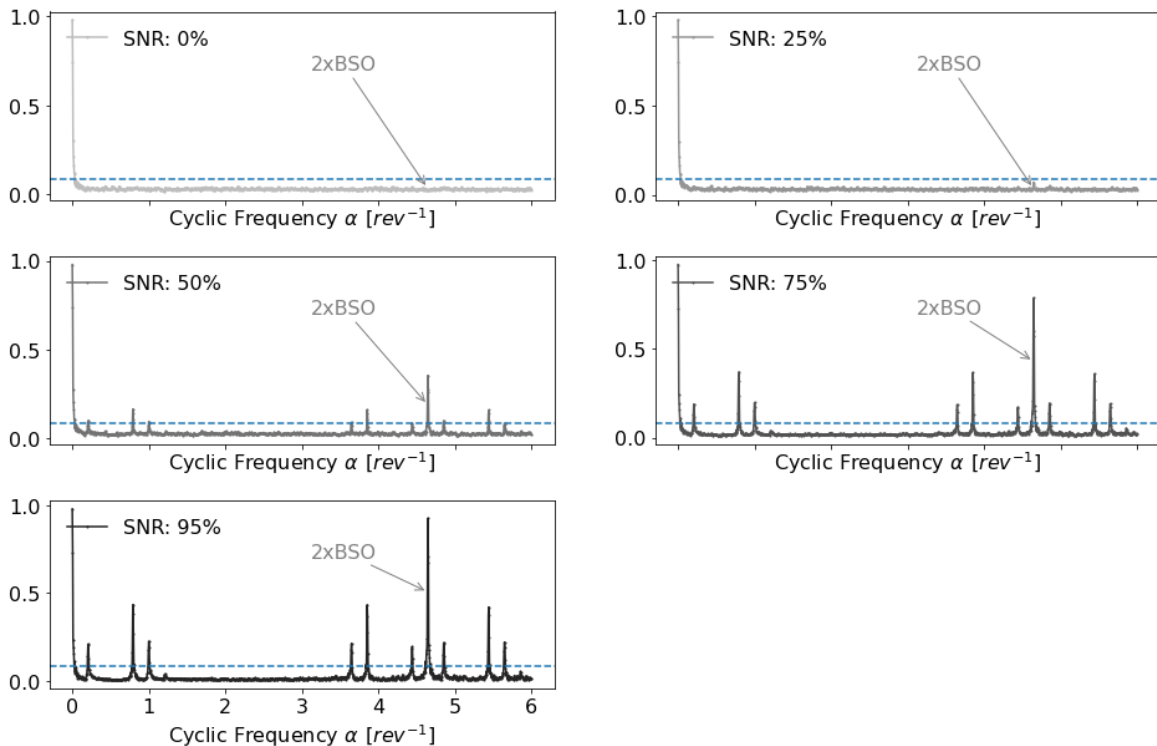 1.0
SNR: 0%
2xBSO
0.5
0.0
Cyclic Frequency α [rev⁻¹]
1.0
SNR: 25%
2xBSO
0.5
0.0
Cyclic Frequency α [rev⁻¹]
1.0
SNR: 50%
2xBSO
0.5
0.0
Cyclic Frequency α [rev⁻¹]
1.0
SNR: 75%
2xBSO
0.5
0.0
Cyclic Frequency α [rev⁻¹]
1.0
SNR: 95%
2xBSO
0.5
0.0
0 1 2 3 4 5 6
Cyclic Frequency α [rev⁻¹]